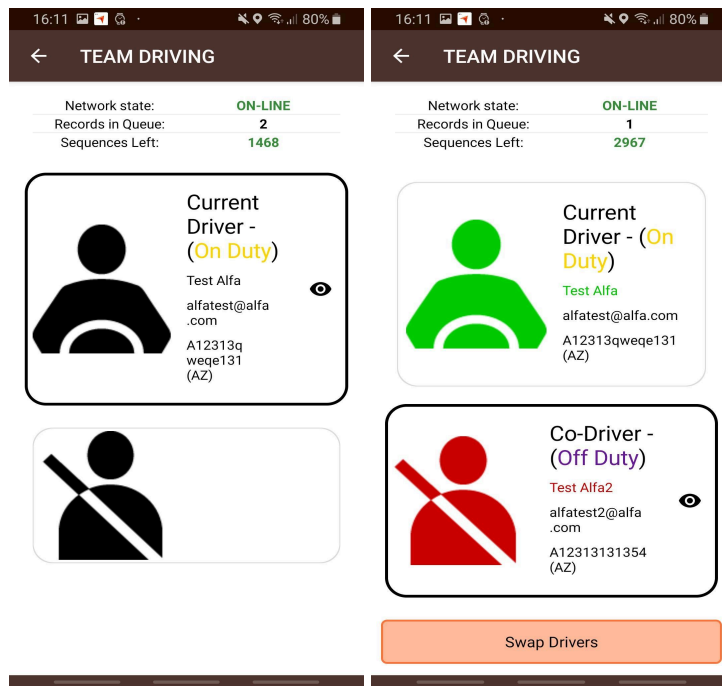 16:11 80%
TEAM DRIVING
Network state: ON-LINE
Records in Queue: 2
Sequences Left: 1468
Current
Driver -
(On Duty)
Test Alfa
alfatest@alfa
.com
A12313q
weqe131
(AZ)
16:11 80%
TEAM DRIVING
Network state: ON-LINE
Records in Queue: 1
Sequences Left: 2967
Current
Driver - (On
Duty)
Test Alfa
alfatest@alfa.com
A12313qweqe131
(AZ)
Co-Driver -
(Off Duty)
Test Alfa2
alfatest2@alfa
.com
A12313131354
(AZ)
Swap Drivers